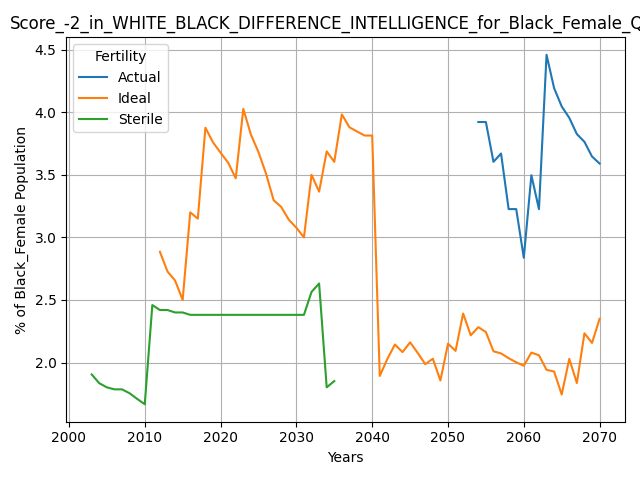 Score_-2_in_WHITE_BLACK_DIFFERENCE_INTELLIGENCE_for_Black_Female_Q
Fertility
Actual
Ideal
Sterile
% of Black_Female Population
4.5
4.0
3.5
3.0
2.5
2.0
2000 2010 2020 2030 2040 2050 2060 2070
Years